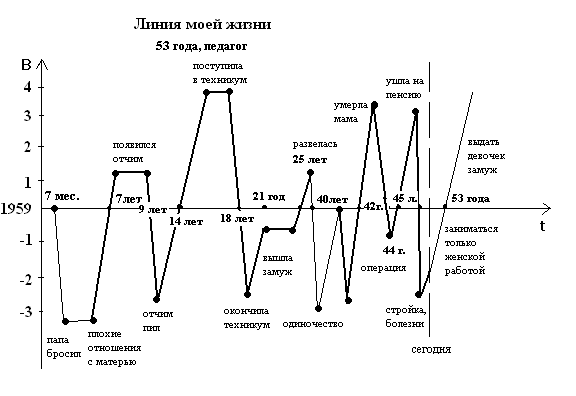 Линия моей жизни
53 года, педагог
В
4
3
2
1
1959
-1
-2
-3
t
7 мес.
папа
бросил
плохие
отношения
с матерью
появился
отчим
7лет
9 лет
отчим
пил
14 лет
поступила
в техникум
18 лет
окончила
техникум
21 год
вышла
замуж
развелась
25 лет
одиночество
40лет
умерла
мама
42г.
44 г.
операция
45 л.
ушла на
пенсию
стройка,
болезни
сегодня
53 года
выдать
девочек
замуж
заниматься
только
женской
работой